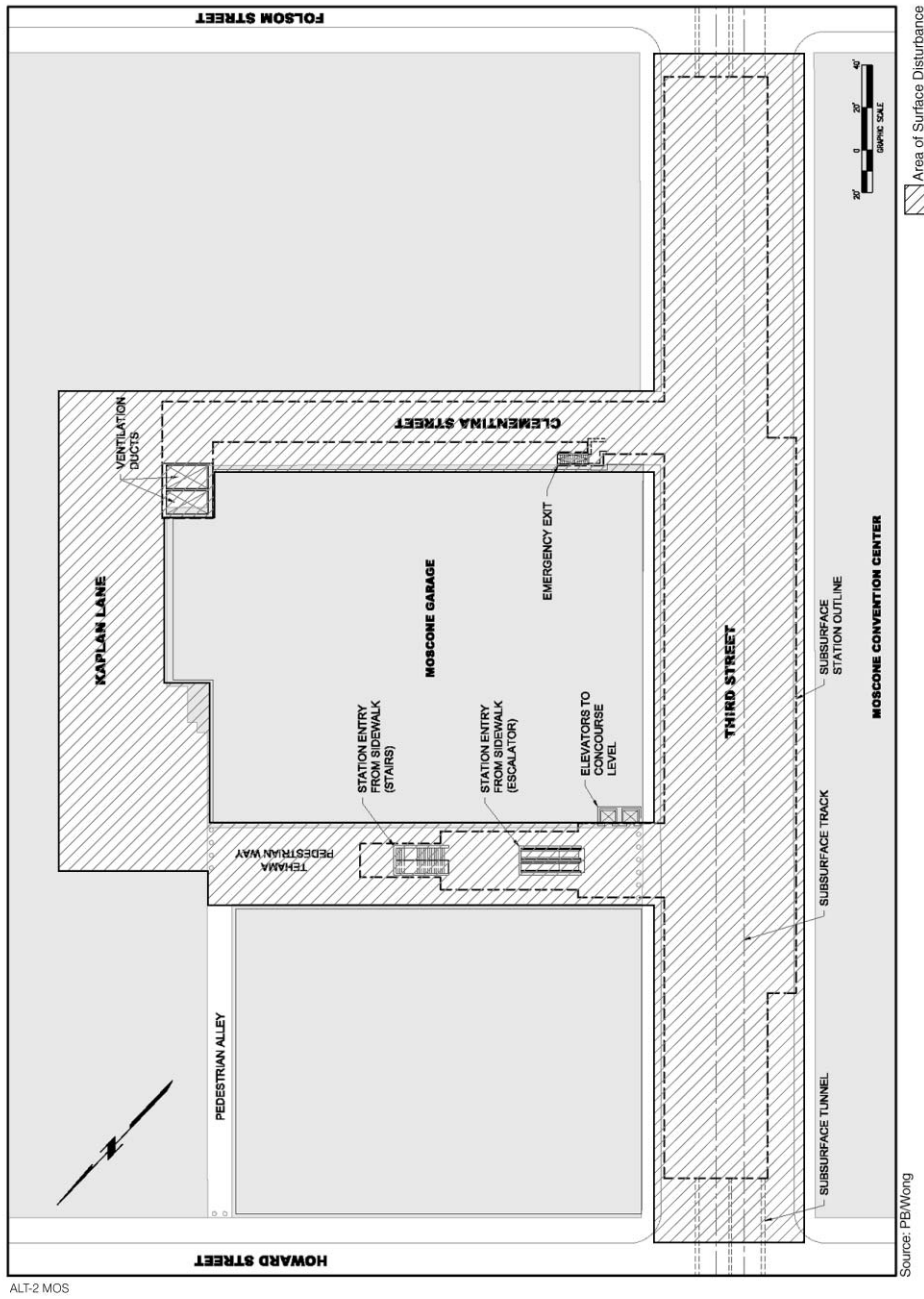 FOLSOM STREET
VENTILATION
DUCTS
CLEMENTINA STREET
KAPLAN LANE
EMERGENCY EXIT
MOSCONE GARAGE
THIRD STREET
SUBSURFACE
STATION OUTLINE
MOSCONE CONVENTION CENTER
20'
0
20'
40'
GRAPHIC SCALE
Area of Surface Disturbance
STATION ENTRY
FROM SIDEWALK
(STAIRS)
STATION ENTRY
FROM SIDEWALK
(ESCALATOR)
ELEVATORS TO
CONCOURSE
LEVEL
TEHAMA
PEDESTRIAN WAY
SUBSURFACE TRACK
PEDESTRIAN ALLEY
N
SUBSURFACE TUNNEL
HOWARD STREET
Source: PB/Wong
ALT-2 MOS